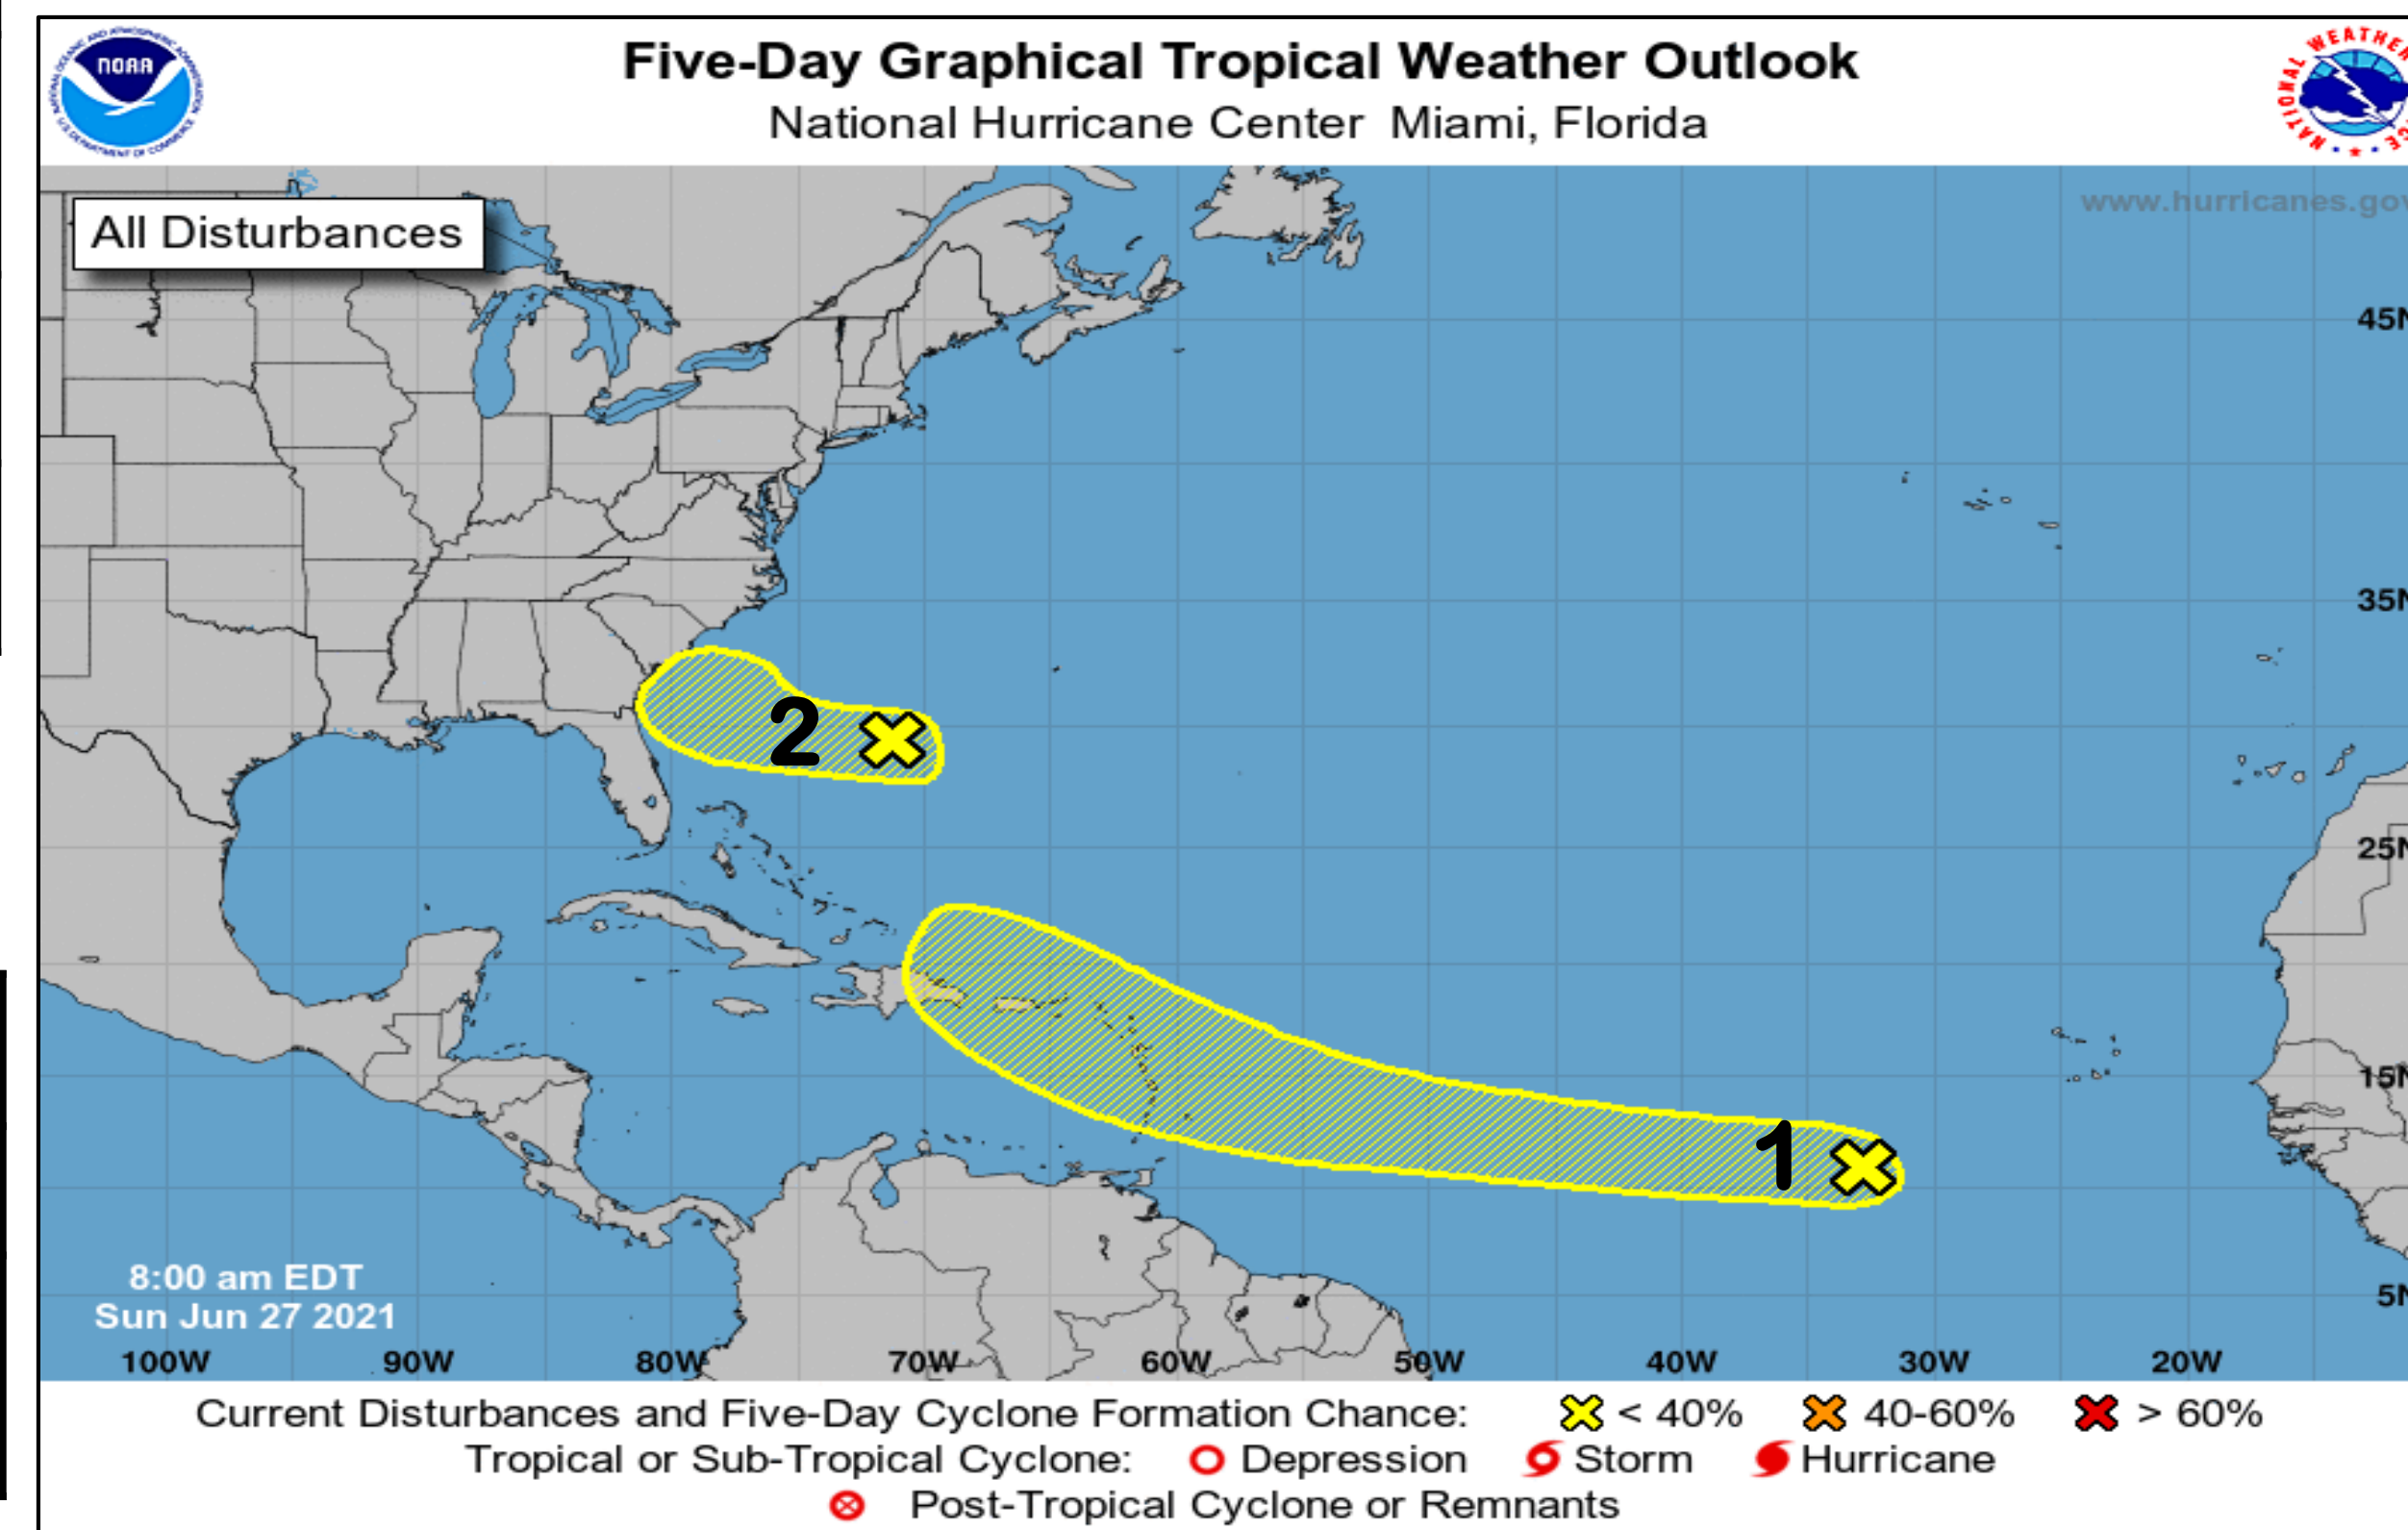 Five-Day Graphical Tropical Weather Outlook
National Hurricane Center Miami, Florida
NOAA
NATIONAL WEATHER
All Disturbances
www.hurricanes.gov
45N
35N
25N
15N
5N
2
1
8:00 am EDT
Sun Jun 27 2021
100W 90W 80W 70W 60W 50W 40W 30W 20W
Current Disturbances and Five-Day Cyclone Formation Chance: < 40% 40-60% > 60%
Tropical or Sub-Tropical Cyclone: Depression Storm Hurricane
Post-Tropical Cyclone or Remnants